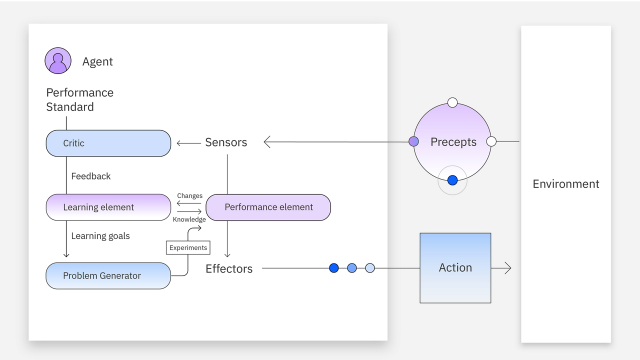 Agent
Performance
Standard
Critic
Sensors
Precepts
Feedback
Environment
Changes
Learning element
Performance element
Knowledge
Learning goals
Experiments
Problem Generator
Effectors
Action